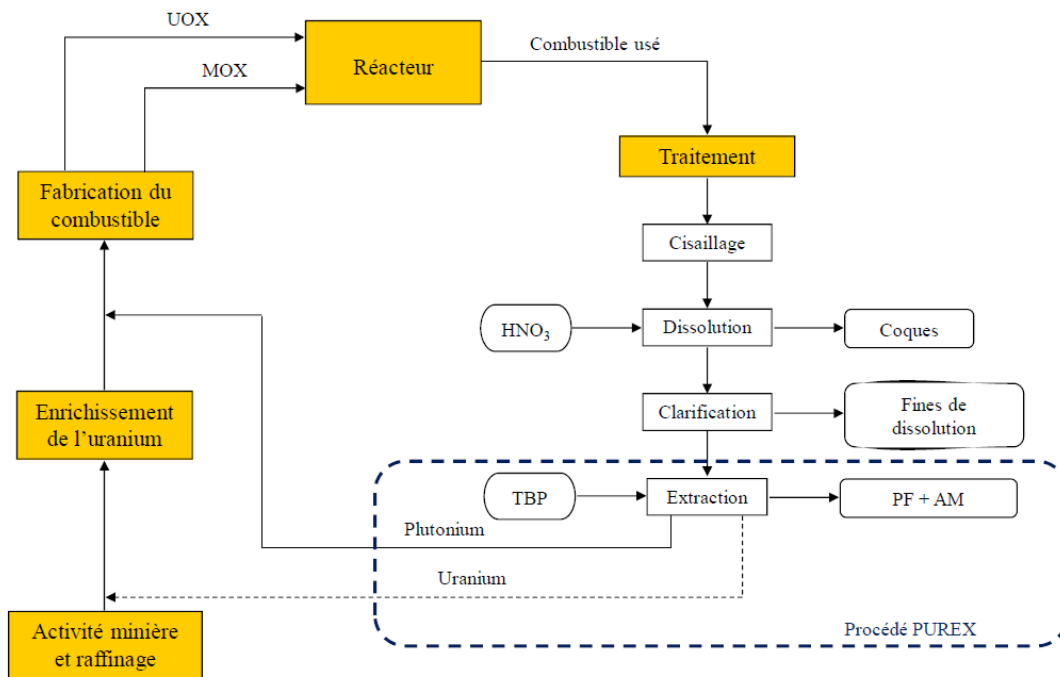 UOX
MOX
Réacteur
Combustible usé
Traitement
Fabrication du
combustible
Cisaillage
HNO₃
Dissolution
Coques
Enrichissement
de l’uranium
Clarification
Fines de
dissolution
TBP
Extraction
PF + AM
Plutonium
Uranium
Activité minière
et raffinage
Procédé PUREX